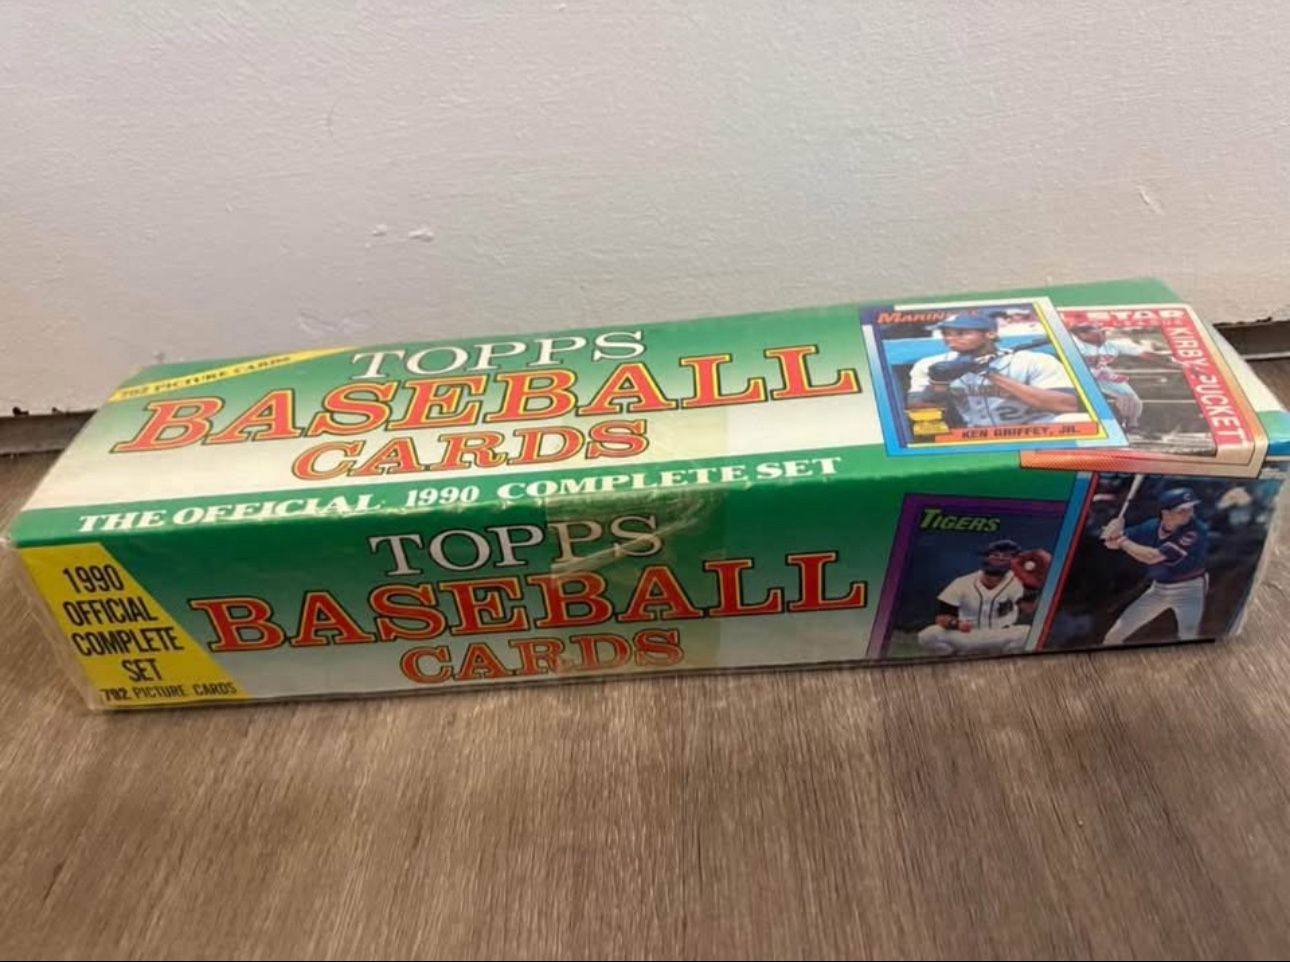 792 PICTURE CARDS
TOPPS
BASEBALL
CARDS
THE OFFICIAL 1990 COMPLETE SET
MARINERS
KEN GRIFFEY, JR.
ALL STAR
KIRBY PUCKETT
1990
OFFICIAL
COMPLETE
SET
792 PICTURE CARDS
TOPPS
BASEBALL
CARDS
TIGERS